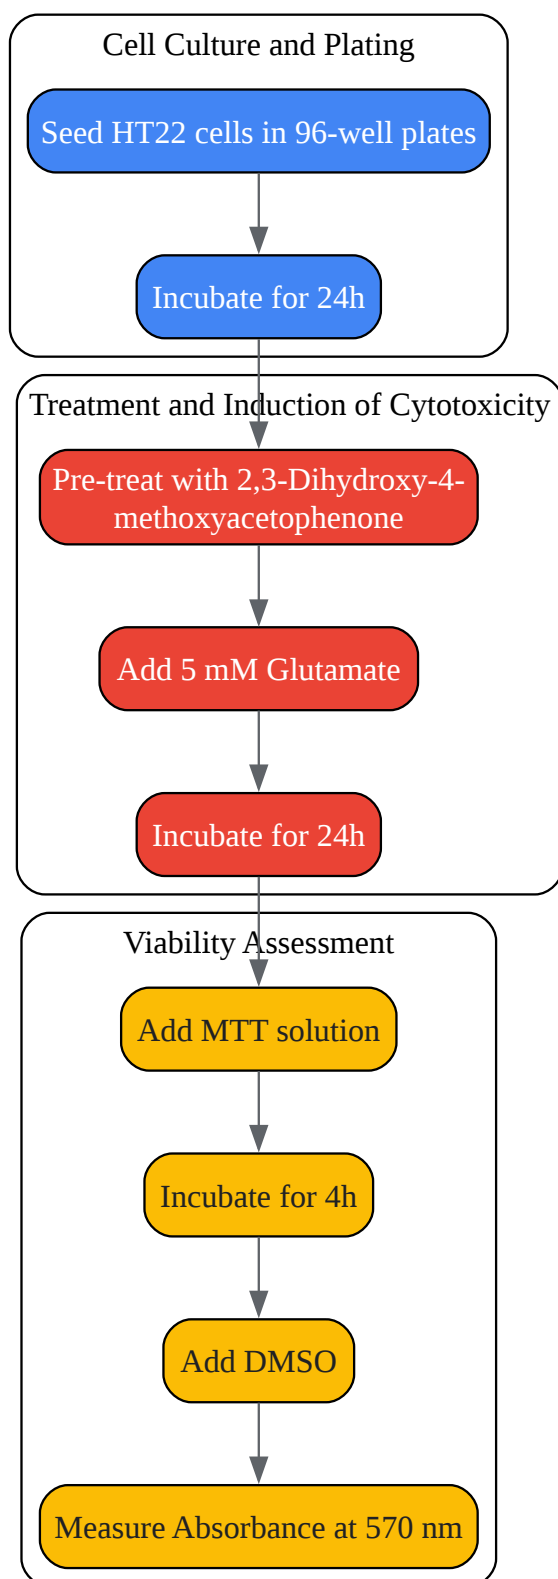 Cell Culture and Plating
Seed HT22 cells in 96-well plates
Incubate for 24h
Treatment and Induction of Cytotoxicity
Pre-treat with 2,3-Dihydroxy-4-
methoxyacetophenone
Add 5 mM Glutamate
Incubate for 24h
Viability Assessment
Add MTT solution
Incubate for 4h
Add DMSO
Measure Absorbance at 570 nm